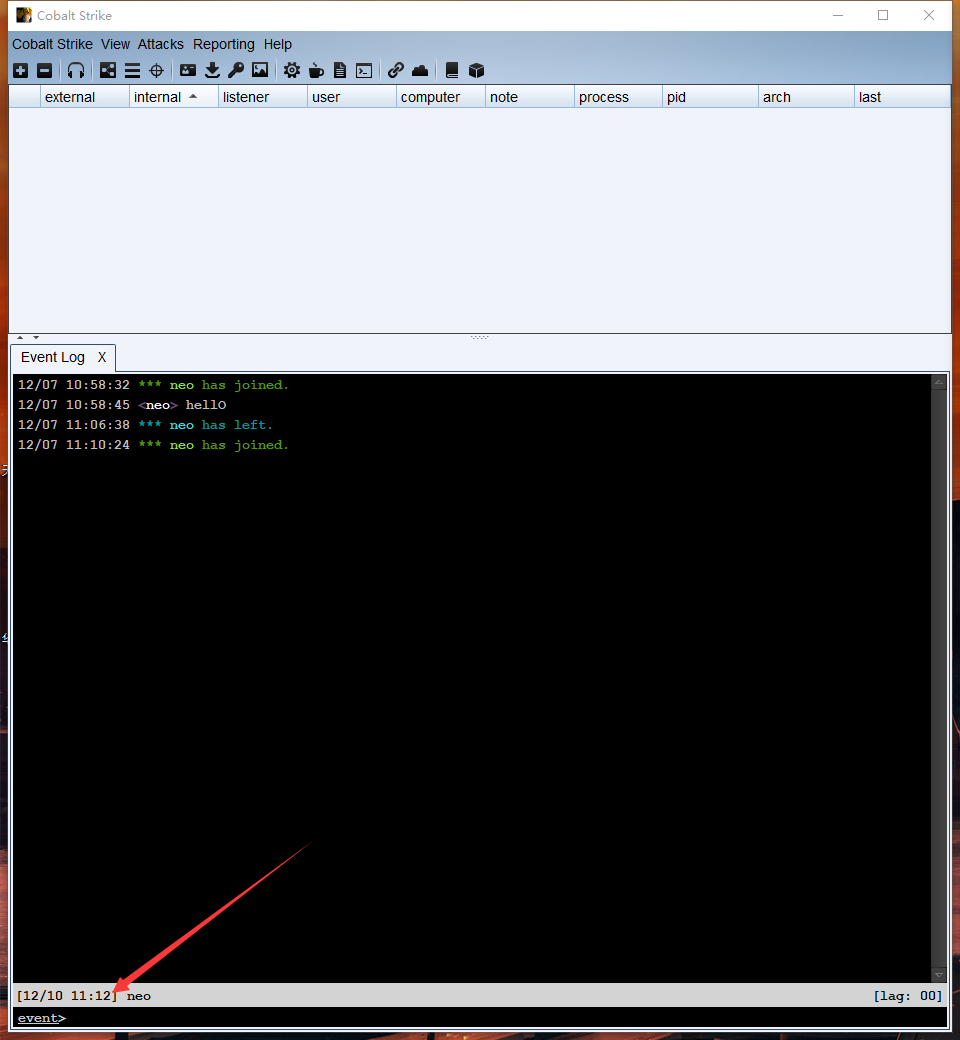 Cobalt Strike
Cobalt Strike View Attacks Reporting Help
external internal listener user computer note process pid arch last
Event Log X
12/07 10:58:32 *** neo has joined.
12/07 10:58:45 <neo> hellO
12/07 11:06:38 *** neo has left.
12/07 11:10:24 *** neo has joined.
[12/10 11:12] neo [lag: 00]
event>